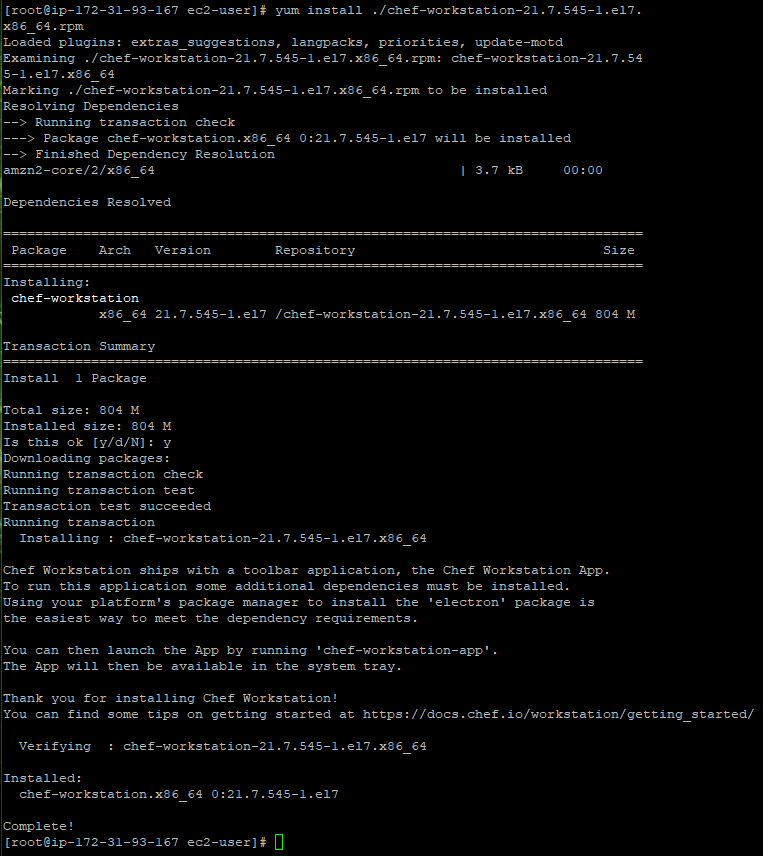 [root@ip-172-31-93-167 ec2-user]# yum install ./chef-workstation-21.7.545-1.el7.
x86_64.rpm
Loaded plugins: extras_suggestions, langpacks, priorities, update-motd
Examining ./chef-workstation-21.7.545-1.el7.x86_64.rpm: chef-workstation-21.7.54
5-1.el7.x86_64
Marking ./chef-workstation-21.7.545-1.el7.x86_64.rpm to be installed
Resolving Dependencies
--> Running transaction check
---> Package chef-workstation.x86_64 0:21.7.545-1.el7 will be installed
--> Finished Dependency Resolution
amzn2-core/2/x86_64                                      | 3.7 kB     00:00

Dependencies Resolved

================================================================================
 Package    Arch   Version        Repository                               Size
================================================================================
Installing:
 chef-workstation
            x86_64 21.7.545-1.el7 /chef-workstation-21.7.545-1.el7.x86_64 804 M

Transaction Summary
================================================================================
Install  1 Package

Total size: 804 M
Installed size: 804 M
Is this ok [y/d/N]: y
Downloading packages:
Running transaction check
Running transaction test
Transaction test succeeded
Running transaction
  Installing : chef-workstation-21.7.545-1.el7.x86_64

Chef Workstation ships with a toolbar application, the Chef Workstation App.
To run this application some additional dependencies must be installed.
Using your platform's package manager to install the 'electron' package is
the easiest way to meet the dependency requirements.

You can then launch the App by running 'chef-workstation-app'.
The App will then be available in the system tray.

Thank you for installing Chef Workstation!
You can find some tips on getting started at https://docs.chef.io/workstation/getting_started/

  Verifying  : chef-workstation-21.7.545-1.el7.x86_64

Installed:
  chef-workstation.x86_64 0:21.7.545-1.el7

Complete!
[root@ip-172-31-93-167 ec2-user]#